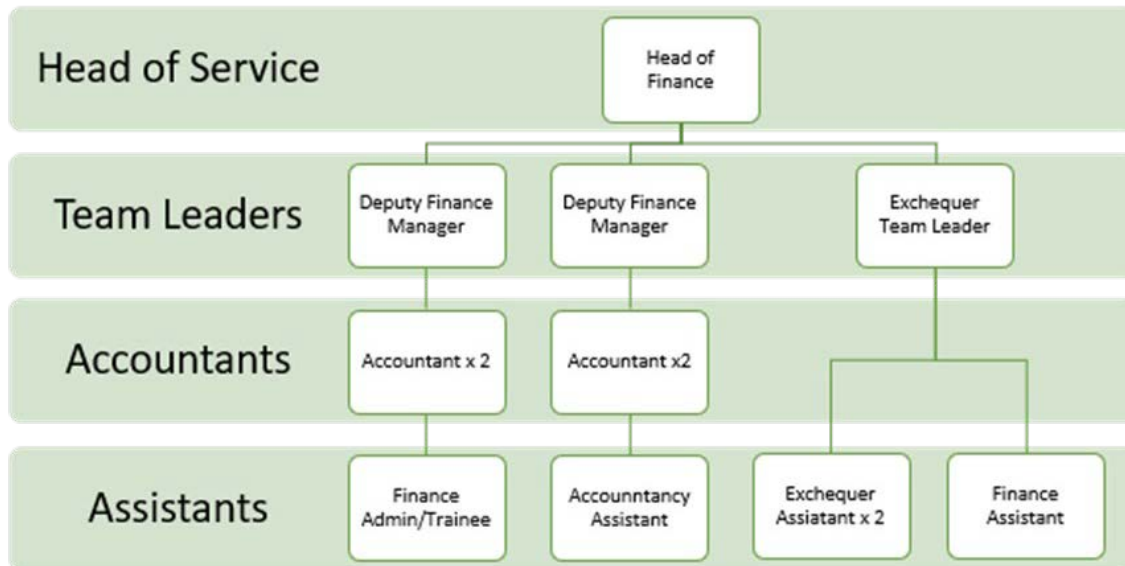 Head of Service
Head of
Finance
Team Leaders
Deputy Finance
Manager
Deputy Finance
Manager
Exchequer
Team Leader
Accountants
Accountant x 2
Accountant x2
Assistants
Finance
Admin/Trainee
Accounntancy
Assistant
Exchequer
Assiatant x 2
Finance
Assistant